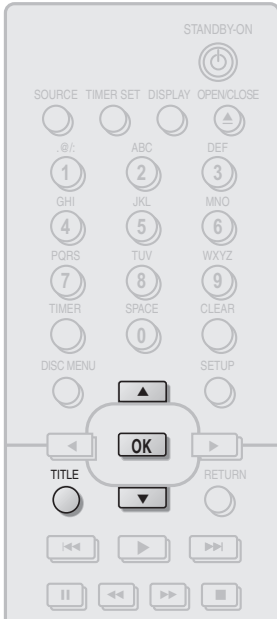 STANDBY-ON
SOURCE TIMER SET DISPLAY OPEN/CLOSE
.@/: ABC DEF
1 2 3
GHI JKL MNO
4 5 6
PQRS TUV WXYZ
7 8 9
TIMER SPACE CLEAR
0
DISC MENU SETUP
OK
TITLE RETURN